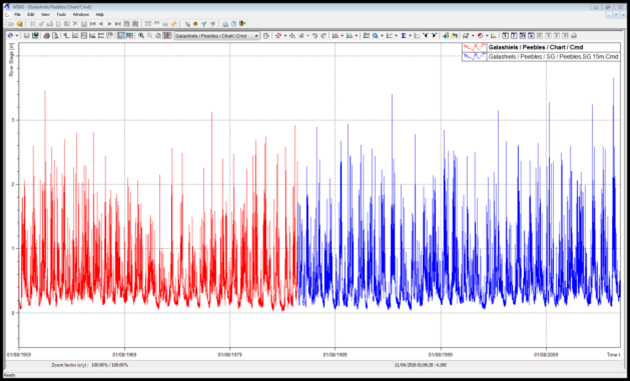 WISKI - [Galashiels/Peebles/Chart/Cmd]
File Edit View Tools Windows Help
Galashiels / Peebles / Chart / Cmd
River Stage [m]
Galashiels / Peebles / Chart / Cmd
Galashiels / Peebles / SG / Peebles.SG.15m.Cmd
3
2
1
0
01/08/1959 01/08/1969 01/08/1979 01/08/1989 01/08/1999 01/08/2009 Time t
Zoom factor (x/y): 100.00% / 100.00%
Ready